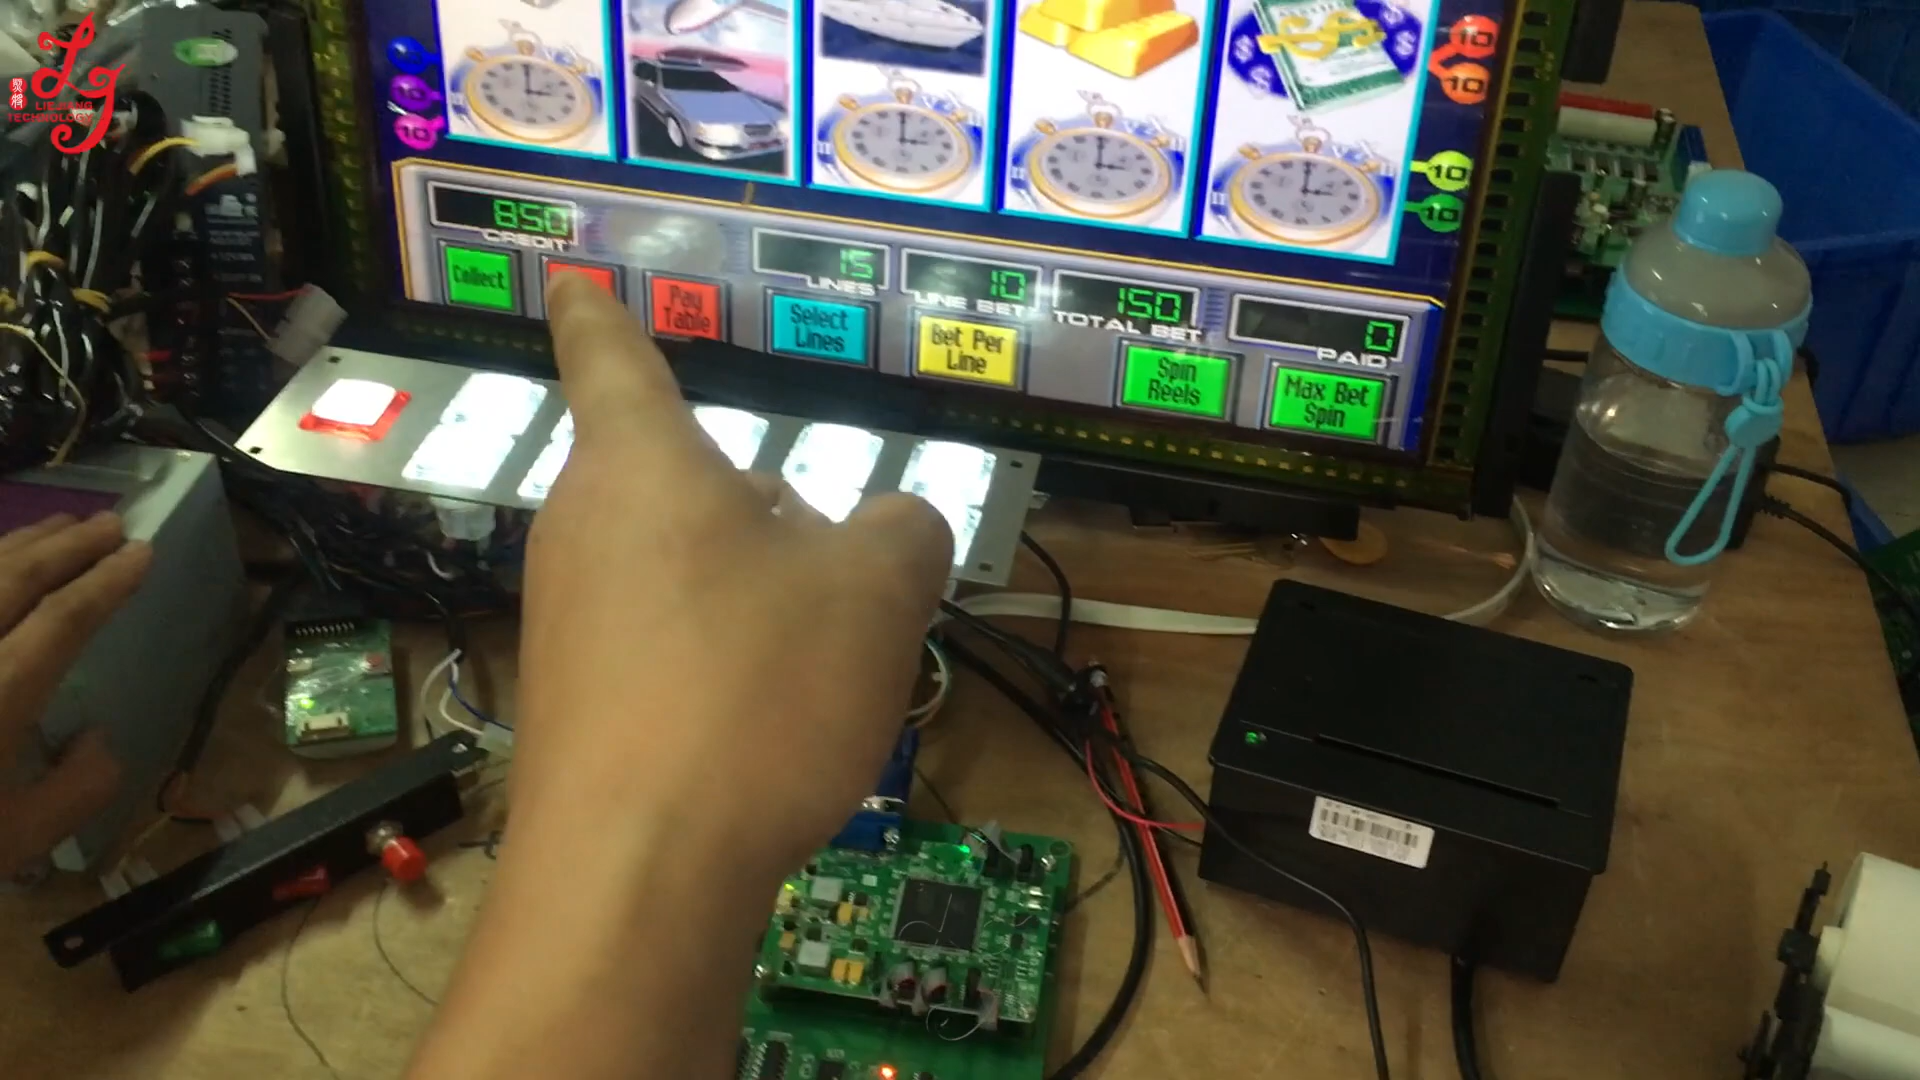 LIEJIANG
TECHNOLOGY
10
10
10
10
10
10
850
CREDIT
15
LINES
10
LINE BET
150
TOTAL BET
0
PAID
Collect
Pay
Table
Select
Lines
Bet Per
Line
Spin
Reels
Max Bet
Spin